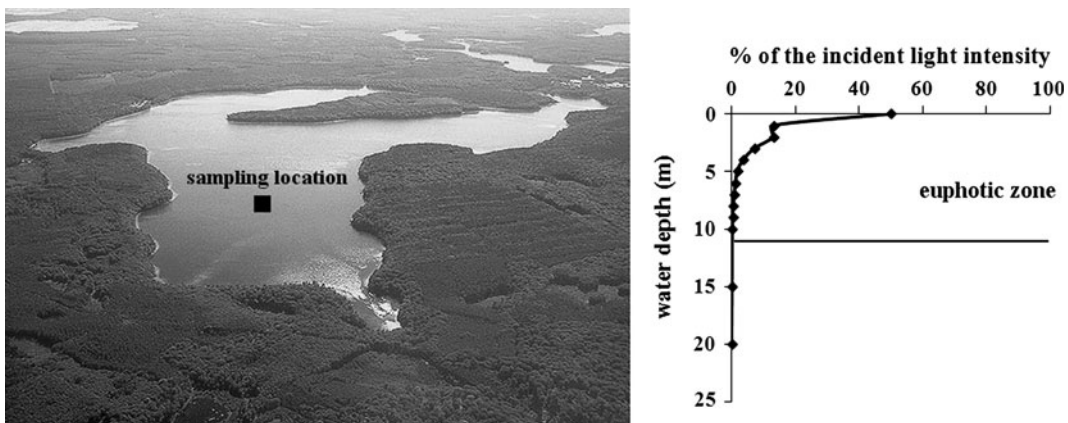 sampling location
% of the incident light intensity
0 20 40 60 80 100
0
5
euphotic zone
10
15
20
25
water depth (m)